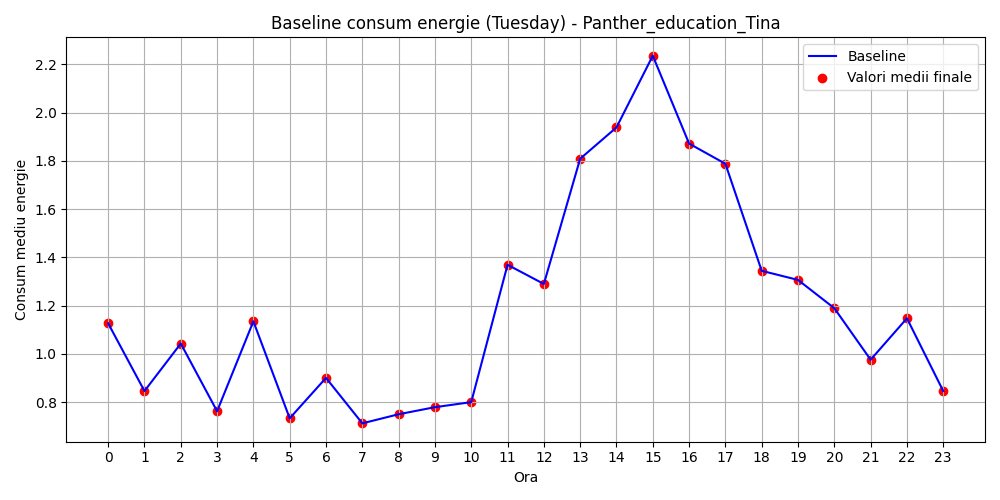 Baseline consum energie (Tuesday) - Panther_education_Tina
Baseline
Valori medii finale
Consum mediu energie
2.2
2.0
1.8
1.6
1.4
1.2
1.0
0.8
0 1 2 3 4 5 6 7 8 9 10 11 12 13 14 15 16 17 18 19 20 21 22 23
Ora